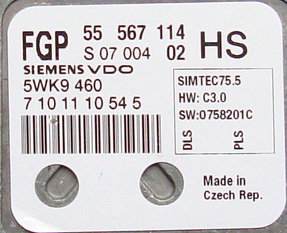 FGP 55 567 114 HS
S 07 004 02
SIEMENS VDO
5WK9 460
7 10 11 10 54 5
SIMTEC75.5
HW: C3.0
SW:0758201C
DLS
PLS
Made in
Czech Rep.